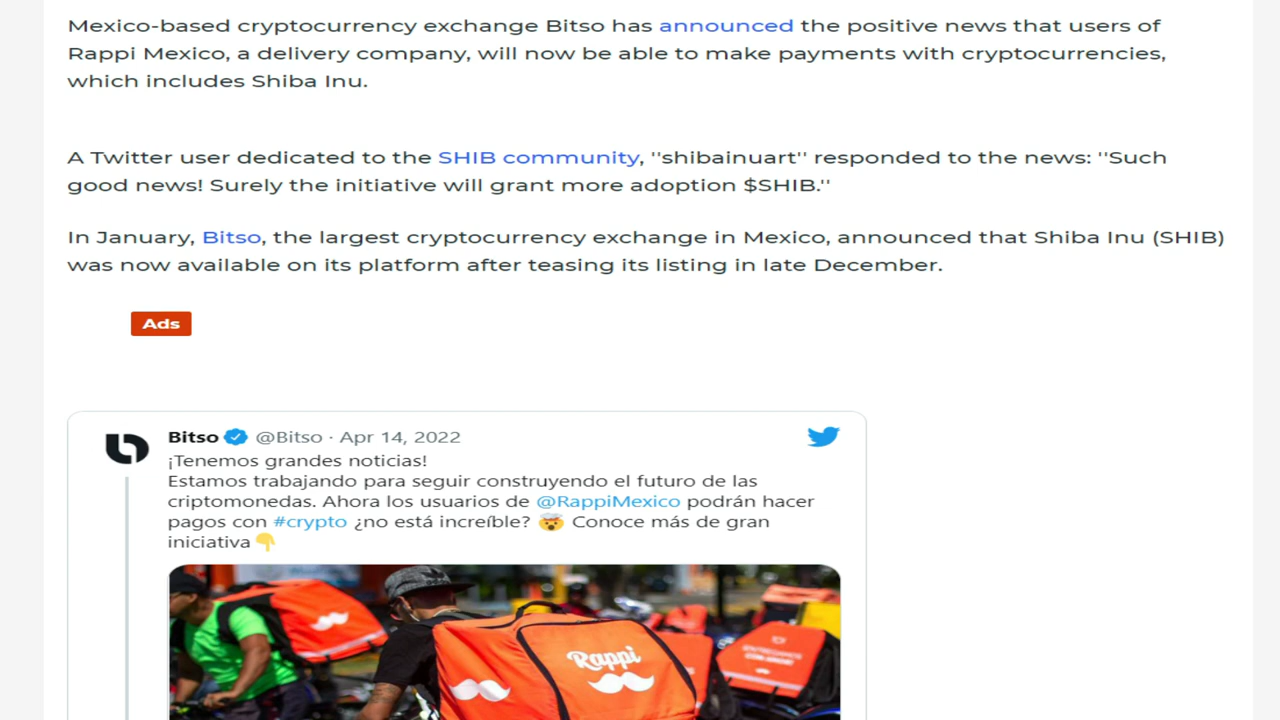 Mexico-based cryptocurrency exchange Bitso has announced the positive news that users of
Rappi Mexico, a delivery company, will now be able to make payments with cryptocurrencies,
which includes Shiba Inu.
A Twitter user dedicated to the SHIB community, ''shibainuart'' responded to the news: ''Such
good news! Surely the initiative will grant more adoption $SHIB.''
In January, Bitso, the largest cryptocurrency exchange in Mexico, announced that Shiba Inu (SHIB)
was now available on its platform after teasing its listing in late December.
Ads
Bitso @Bitso · Apr 14, 2022
¡Tenemos grandes noticias!
Estamos trabajando para seguir construyendo el futuro de las
criptomonedas. Ahora los usuarios de @RappiMexico podrán hacer
pagos con #crypto ¿no está increíble? 🤯 Conoce más de gran
iniciativa👇
Rappi